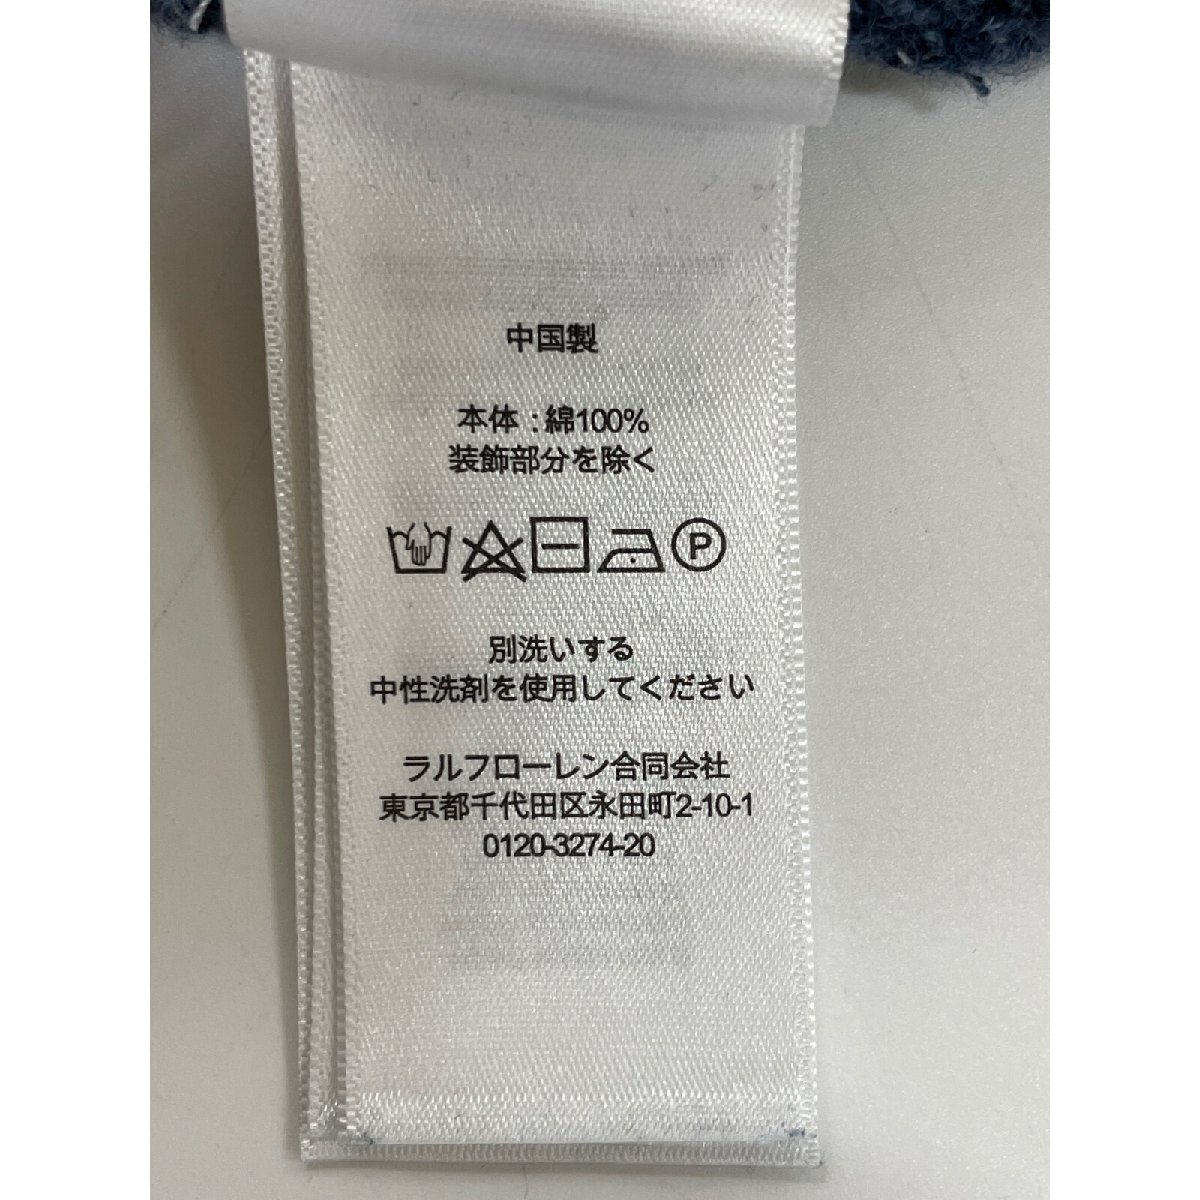 中国製
本体 : 綿100%
装飾部分を除く
P
別洗いする
中性洗剤を使用してください
ラルフローレン合同会社
東京都千代田区永田町2-10-1
0120-3274-20